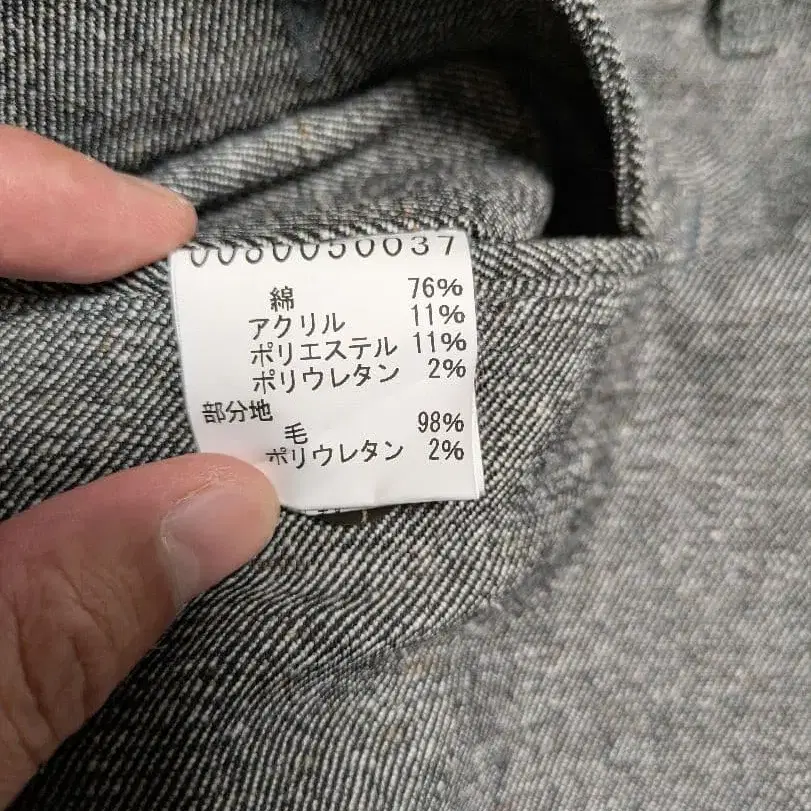 0080050037
綿 76%
アクリル 11%
ポリエステル 11%
ポリウレタン 2%
部分地
毛 98%
ポリウレタン 2%